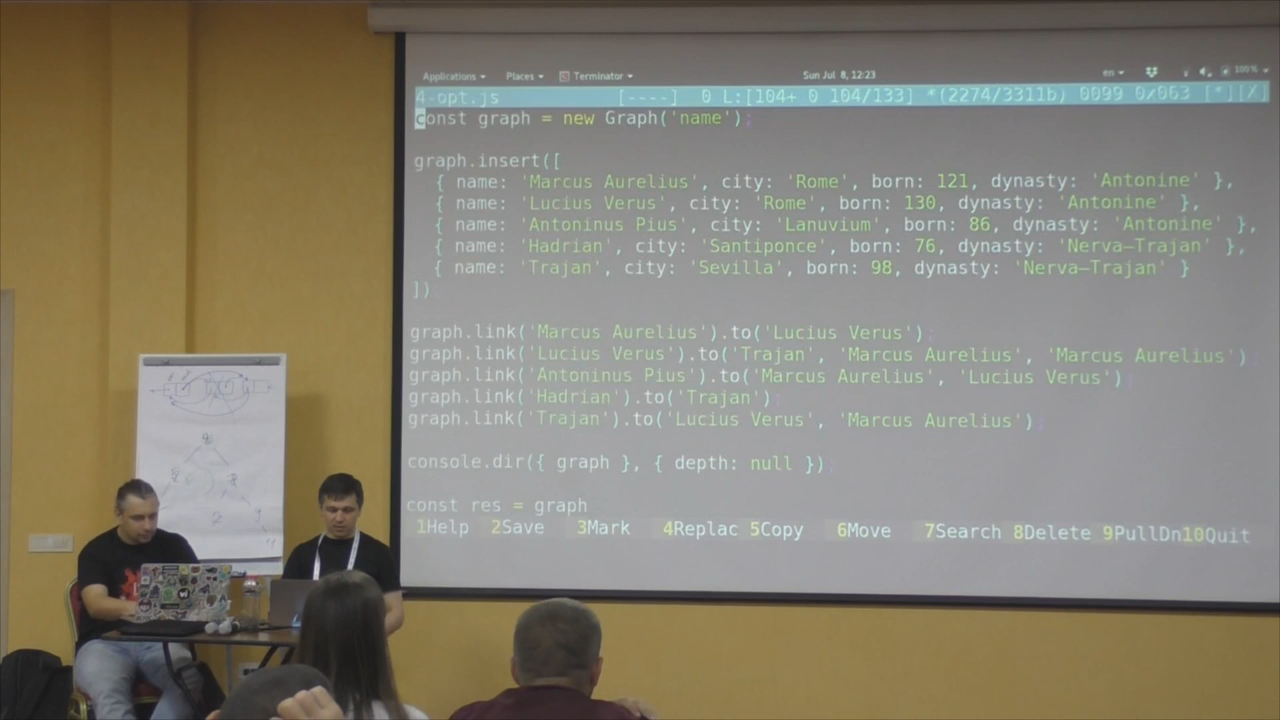 Applications Places Terminator Sun Jul 8, 12:23 en 100%
4-opt.js [----] 0 L:[104+ 0 104/133] *(2274/3311b) 0099 0x063 [*][X]
const graph = new Graph('name');
graph.insert([
{ name: 'Marcus Aurelius', city: 'Rome', born: 121, dynasty: 'Antonine' },
{ name: 'Lucius Verus', city: 'Rome', born: 130, dynasty: 'Antonine' },
{ name: 'Antoninus Pius', city: 'Lanuvium', born: 86, dynasty: 'Antonine' },
{ name: 'Hadrian', city: 'Santiponce', born: 76, dynasty: 'Nerva–Trajan' },
{ name: 'Trajan', city: 'Sevilla', born: 98, dynasty: 'Nerva–Trajan' }
]);
graph.link('Marcus Aurelius').to('Lucius Verus');
graph.link('Lucius Verus').to('Trajan', 'Marcus Aurelius', 'Marcus Aurelius');
graph.link('Antoninus Pius').to('Marcus Aurelius', 'Lucius Verus');
graph.link('Hadrian').to('Trajan');
graph.link('Trajan').to('Lucius Verus', 'Marcus Aurelius');
console.dir({ graph }, { depth: null });
const res = graph
1Help 2Save 3Mark 4Replac 5Copy 6Move 7Search 8Delete 9PullDn 10Quit